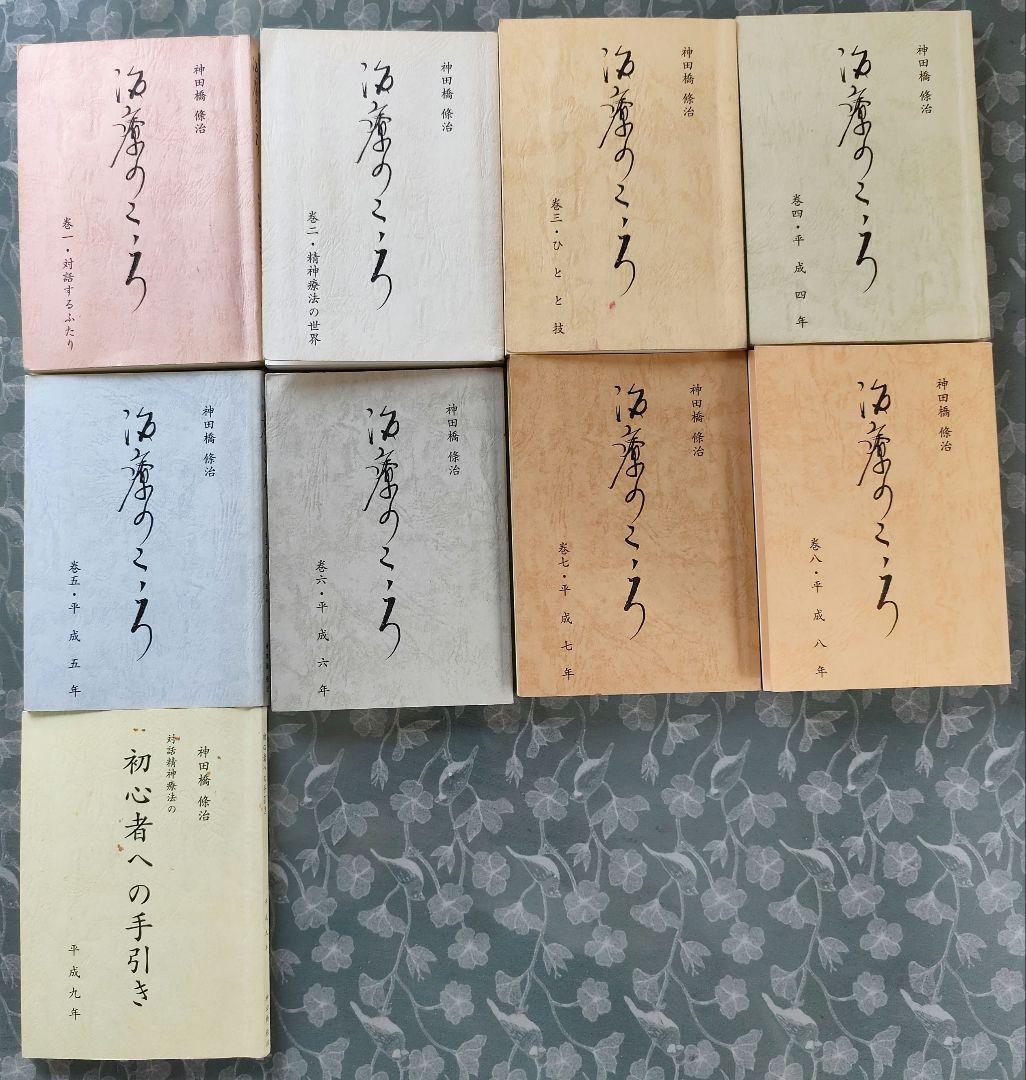 神田橋 條治
治療のこゝろ
巻一・対話するふたり
神田橋 條治
治療のこゝろ
巻二・精神療法の世界
神田橋 條治
治療のこゝろ
巻三・ひとと技
神田橋 條治
治療のこゝろ
巻四・平成四年
神田橋 條治
治療のこゝろ
巻五・平成五年
神田橋 條治
治療のこゝろ
巻六・平成六年
神田橋 條治
治療のこゝろ
巻七・平成七年
神田橋 條治
治療のこゝろ
巻八・平成八年
神田橋 條治
対話精神療法の
初心者への手引き
平成九年